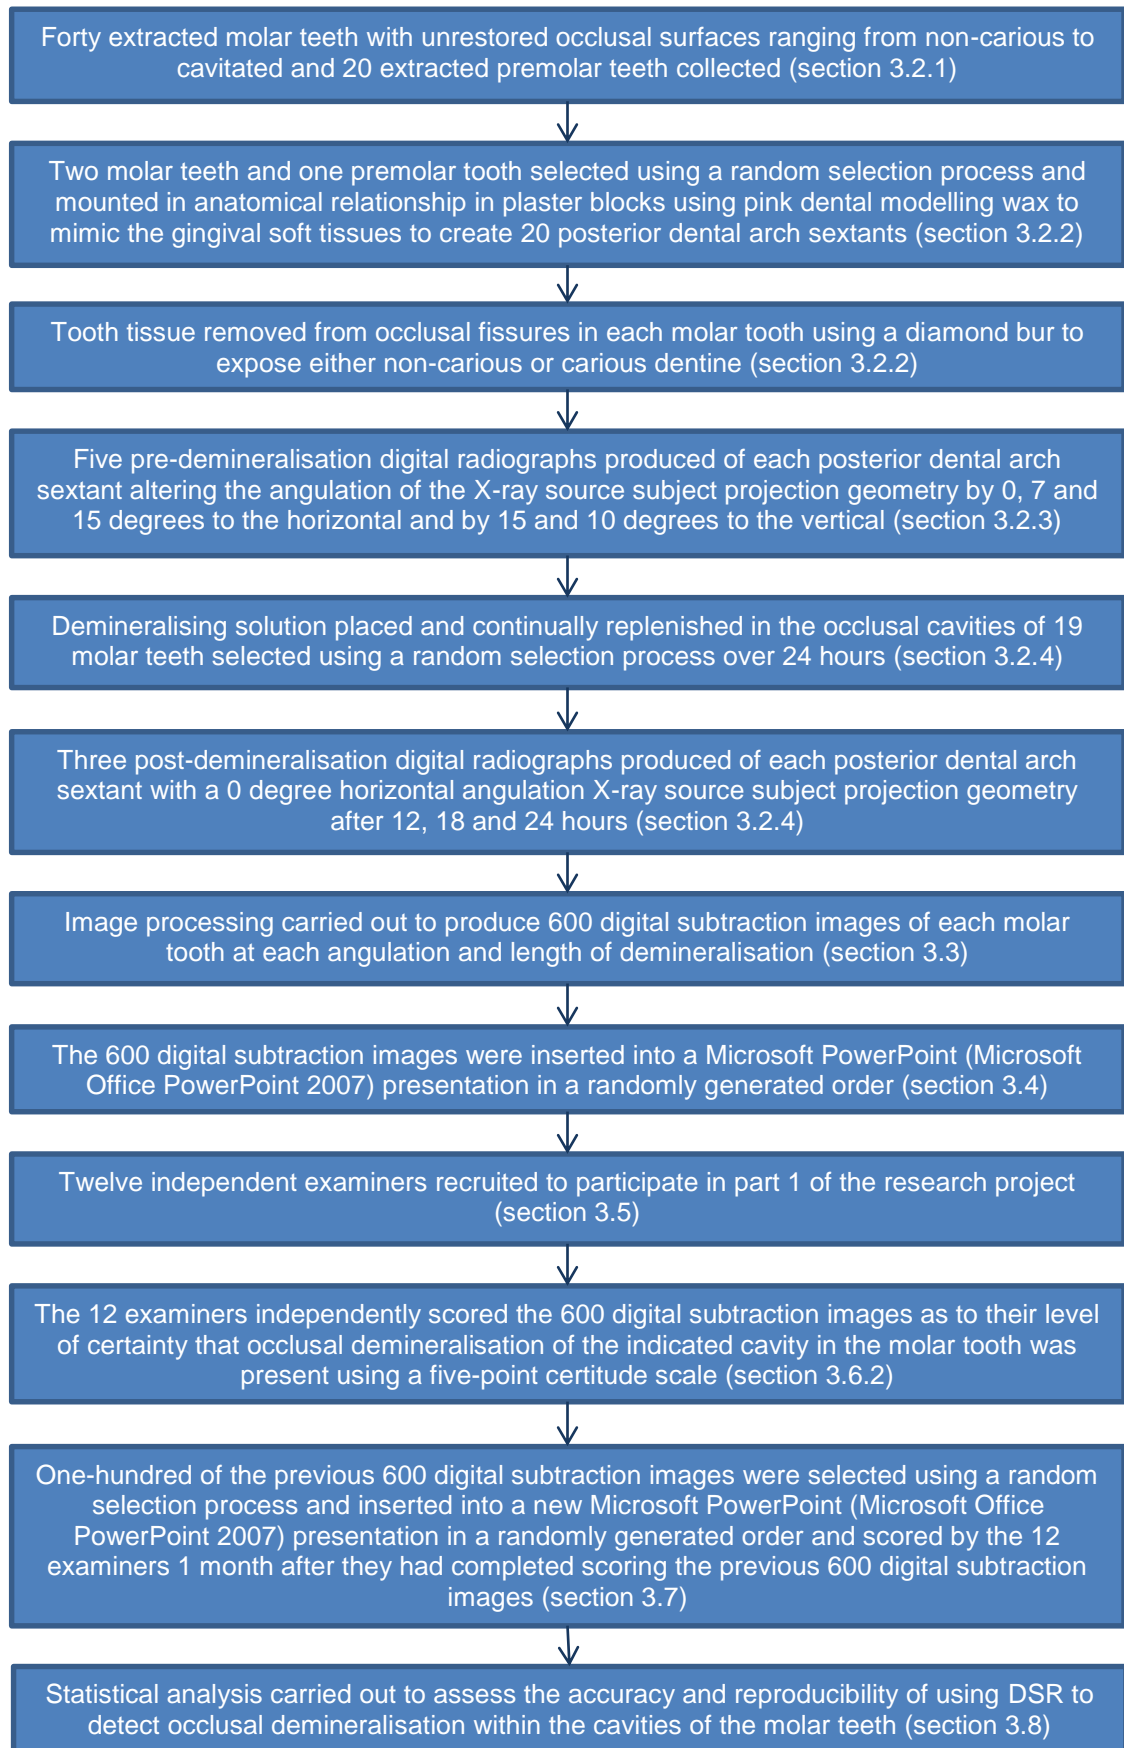 Forty extracted molar teeth with unrestored occlusal surfaces ranging from non-carious to
cavitated and 20 extracted premolar teeth collected (section 3.2.1)
Two molar teeth and one premolar tooth selected using a random selection process and
mounted in anatomical relationship in plaster blocks using pink dental modelling wax to
mimic the gingival soft tissues to create 20 posterior dental arch sextants (section 3.2.2)
Tooth tissue removed from occlusal fissures in each molar tooth using a diamond bur to
expose either non-carious or carious dentine (section 3.2.2)
Five pre-demineralisation digital radiographs produced of each posterior dental arch
sextant altering the angulation of the X-ray source subject projection geometry by 0, 7 and
15 degrees to the horizontal and by 15 and 10 degrees to the vertical (section 3.2.3)
Demineralising solution placed and continually replenished in the occlusal cavities of 19
molar teeth selected using a random selection process over 24 hours (section 3.2.4)
Three post-demineralisation digital radiographs produced of each posterior dental arch
sextant with a 0 degree horizontal angulation X-ray source subject projection geometry
after 12, 18 and 24 hours (section 3.2.4)
Image processing carried out to produce 600 digital subtraction images of each molar
tooth at each angulation and length of demineralisation (section 3.3)
The 600 digital subtraction images were inserted into a Microsoft PowerPoint (Microsoft
Office PowerPoint 2007) presentation in a randomly generated order (section 3.4)
Twelve independent examiners recruited to participate in part 1 of the research project
(section 3.5)
The 12 examiners independently scored the 600 digital subtraction images as to their level
of certainty that occlusal demineralisation of the indicated cavity in the molar tooth was
present using a five-point certitude scale (section 3.6.2)
One-hundred of the previous 600 digital subtraction images were selected using a random
selection process and inserted into a new Microsoft PowerPoint (Microsoft Office
PowerPoint 2007) presentation in a randomly generated order and scored by the 12
examiners 1 month after they had completed scoring the previous 600 digital subtraction
images (section 3.7)
Statistical analysis carried out to assess the accuracy and reproducibility of using DSR to
detect occlusal demineralisation within the cavities of the molar teeth (section 3.8)